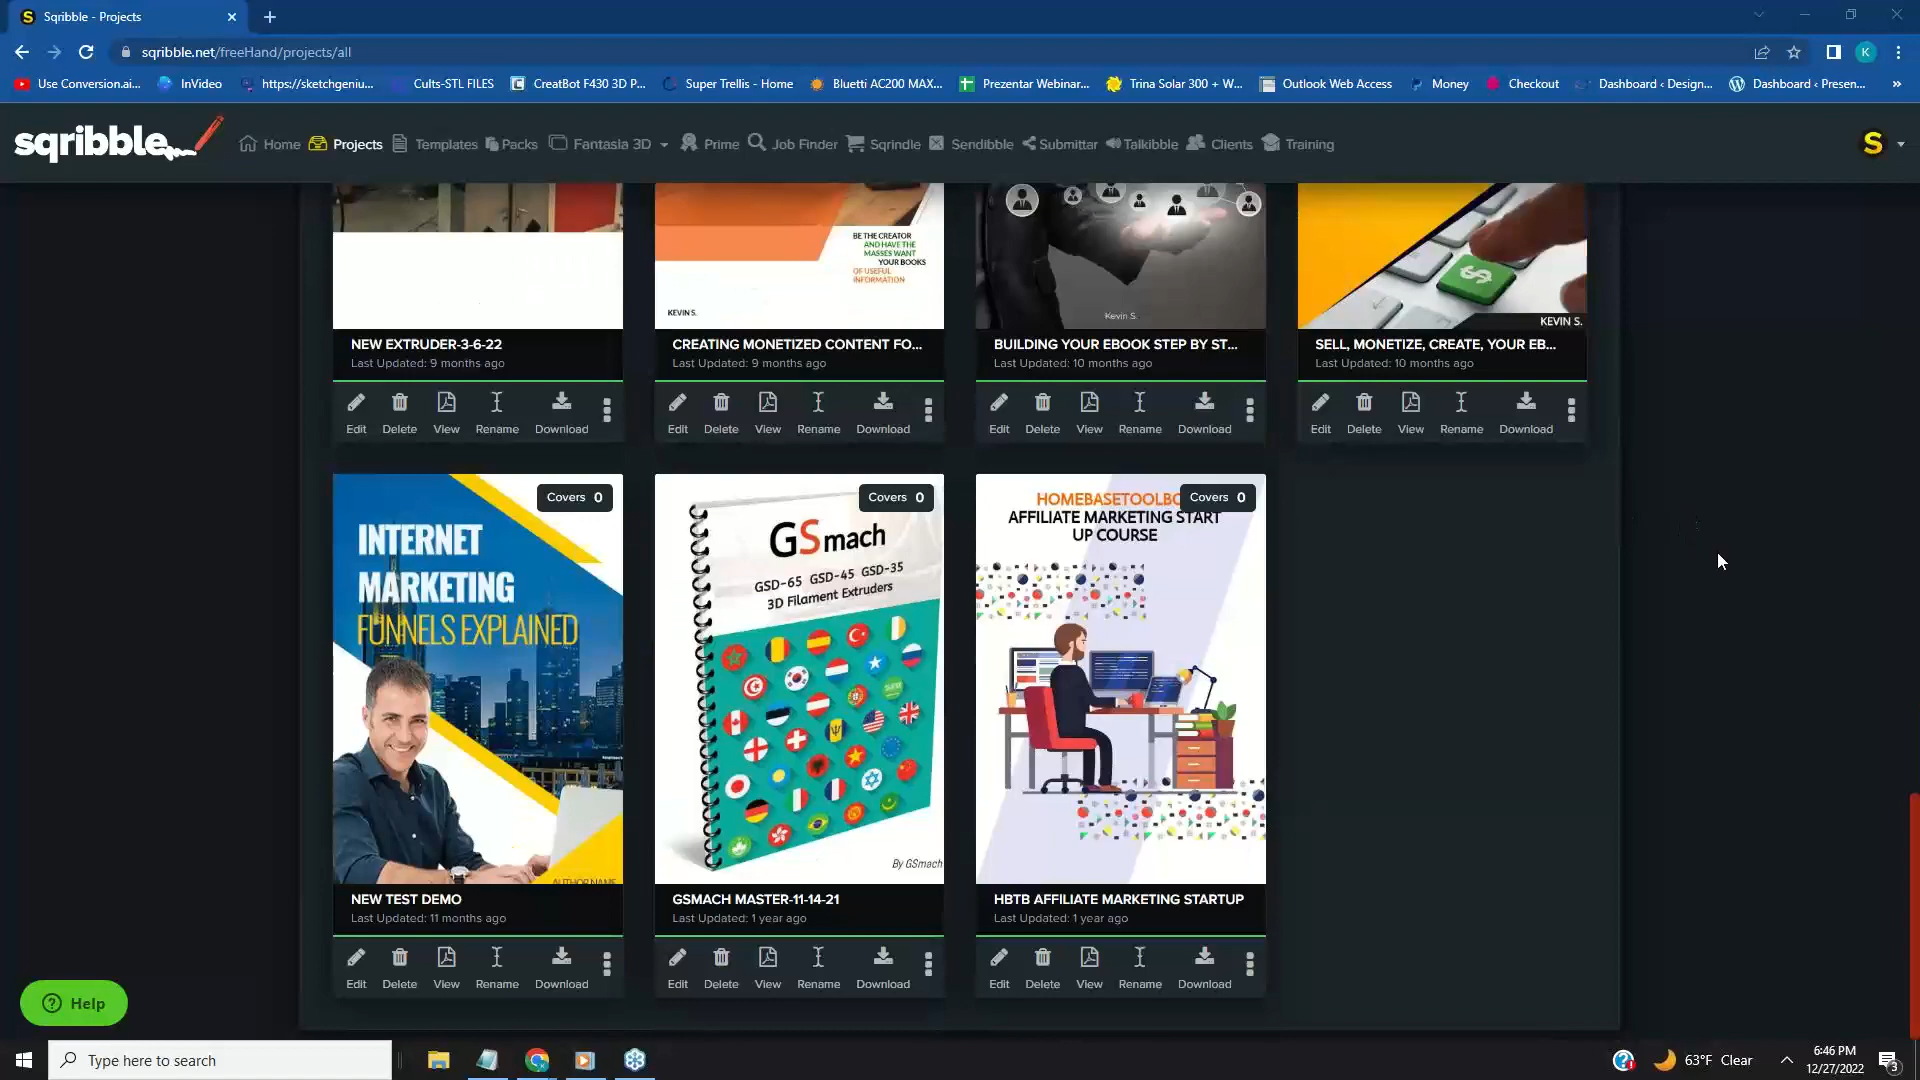 Sqribble - Projects
sqribble.net/freeHand/projects/all
K
Use Conversion.ai...
InVideo
https://sketchgeniu...
Cults-STL FILES
CreatBot F430 3D P...
Super Trellis - Home
Bluetti AC200 MAX...
Prezentar Webinar...
Trina Solar 300 + W...
Outlook Web Access
Money
Checkout
Dashboard ‹ Design...
Dashboard ‹ Presen...
»
sqribble
Home
Projects
Templates
Packs
Fantasia 3D
Prime
Job Finder
Sqrindle
Sendibble
Submittar
Talkibble
Clients
Training
S
BE THE CREATOR
AND HAVE THE
MASSES WANT
YOUR BOOKS
OF USEFUL
INFORMATION
KEVIN S.
Kevin S.
KEVIN S.
NEW EXTRUDER-3-6-22
Last Updated: 9 months ago
CREATING MONETIZED CONTENT FO...
Last Updated: 9 months ago
BUILDING YOUR EBOOK STEP BY ST...
Last Updated: 10 months ago
SELL, MONETIZE, CREATE, YOUR EB...
Last Updated: 10 months ago
Edit Delete View Rename Download
Edit Delete View Rename Download
Edit Delete View Rename Download
Edit Delete View Rename Download
Covers 0
INTERNET
MARKETING
FUNNELS EXPLAINED
AUTHOR NAME
Covers 0
GSmach
GSD-65 GSD-45 GSD-35
3D Filament Extruders
By GSmach
Covers 0
HOMEBASETOOLBO
AFFILIATE MARKETING START
UP COURSE
NEW TEST DEMO
Last Updated: 11 months ago
GSMACH MASTER-11-14-21
Last Updated: 1 year ago
HBTB AFFILIATE MARKETING STARTUP
Last Updated: 1 year ago
Edit Delete View Rename Download
Edit Delete View Rename Download
Edit Delete View Rename Download
Help
Type here to search
63°F Clear
6:46 PM
12/27/2022
3